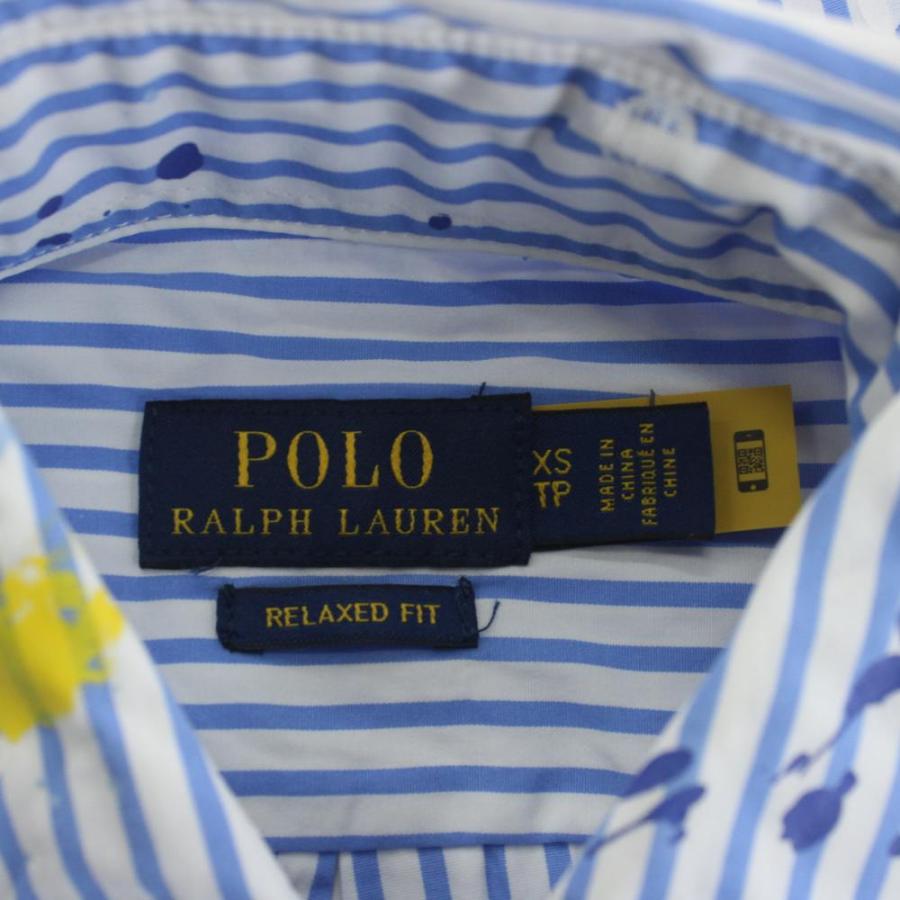 POLO
RALPH LAUREN
XS
TP
MADE IN
CHINA
FABRIQUÉ EN
CHINE
RELAXED FIT